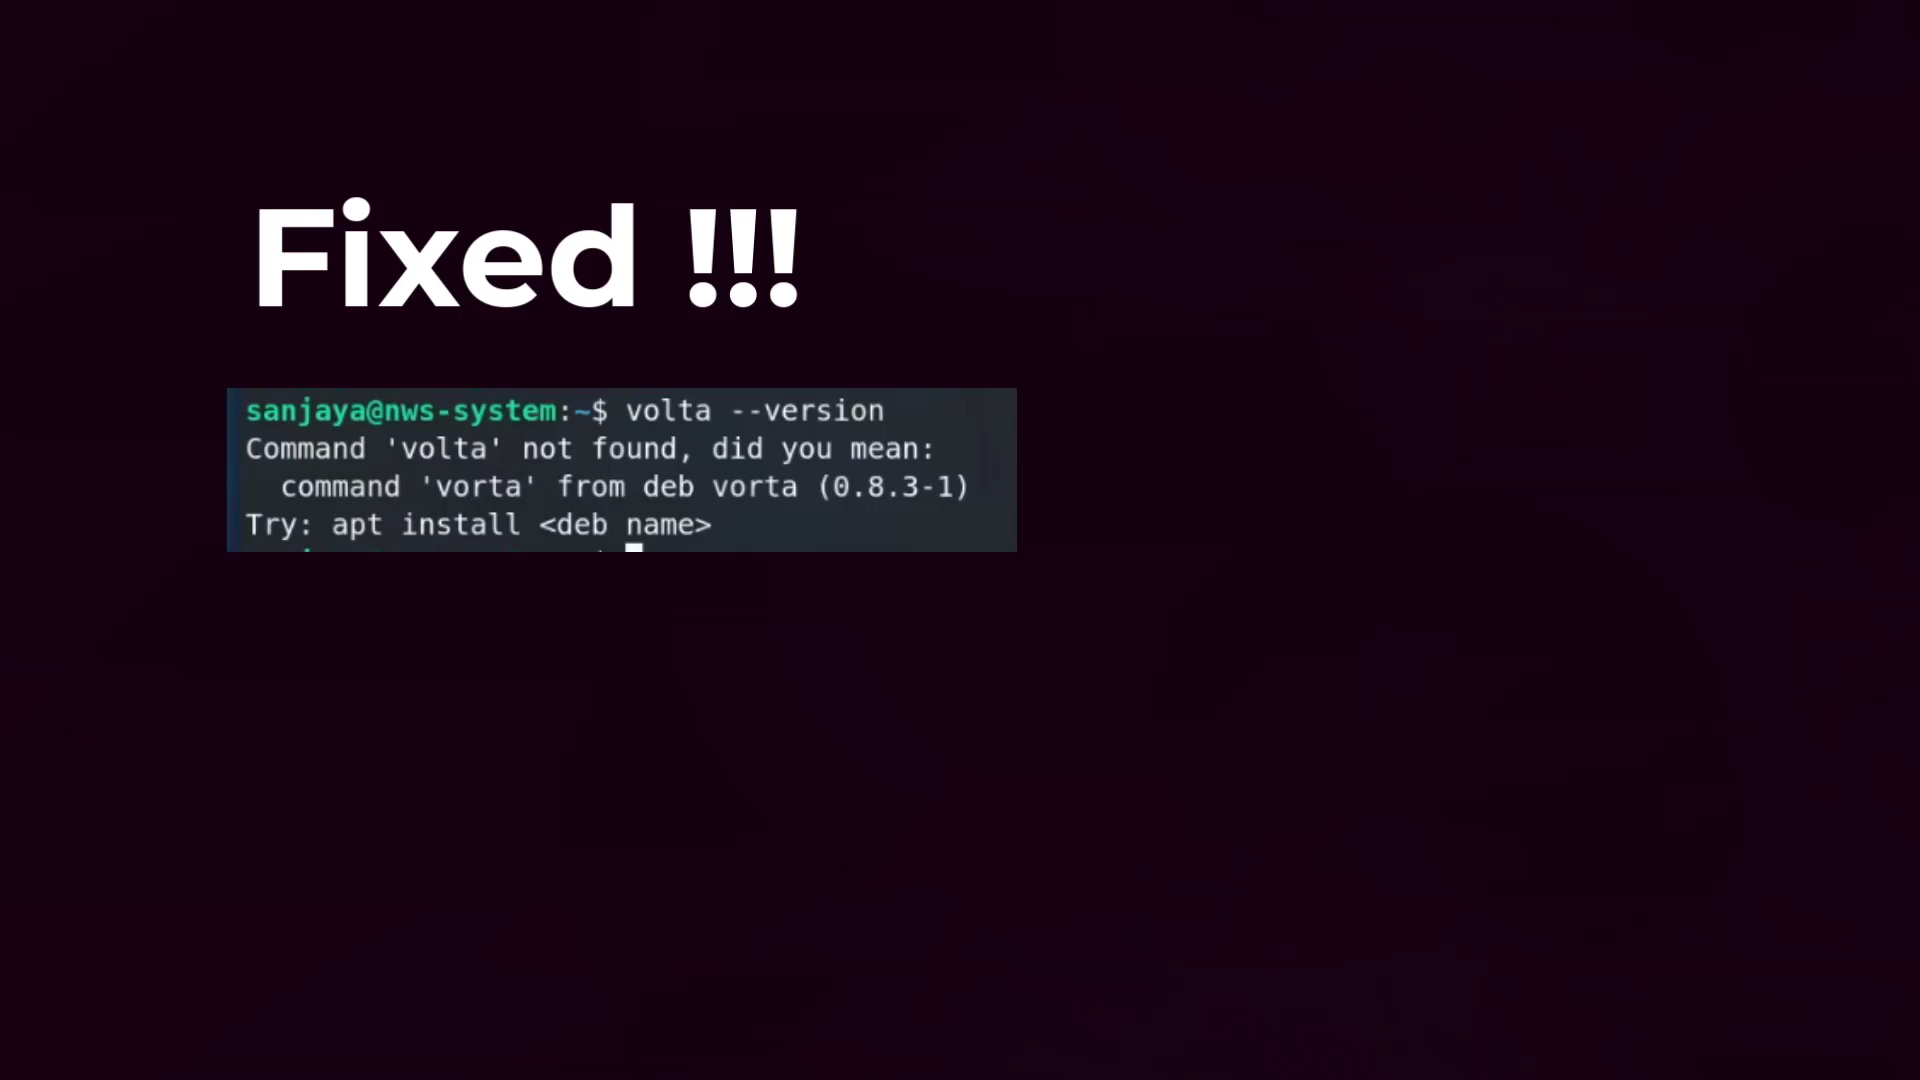 Fixed !!!
sanjaya@nws-system:~$ volta --version
Command 'volta' not found, did you mean:
  command 'vorta' from deb vorta (0.8.3-1)
Try: apt install <deb name>